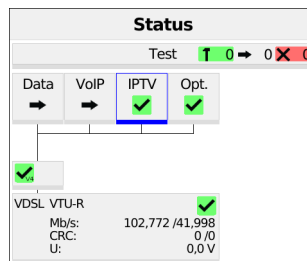 Status
Test 0 0 0
Data VoIP IPTV Opt.
V4
VDSL VTU-R
Mb/s: 102,772 /41,998
CRC: 0 /0
U: 0,0 V